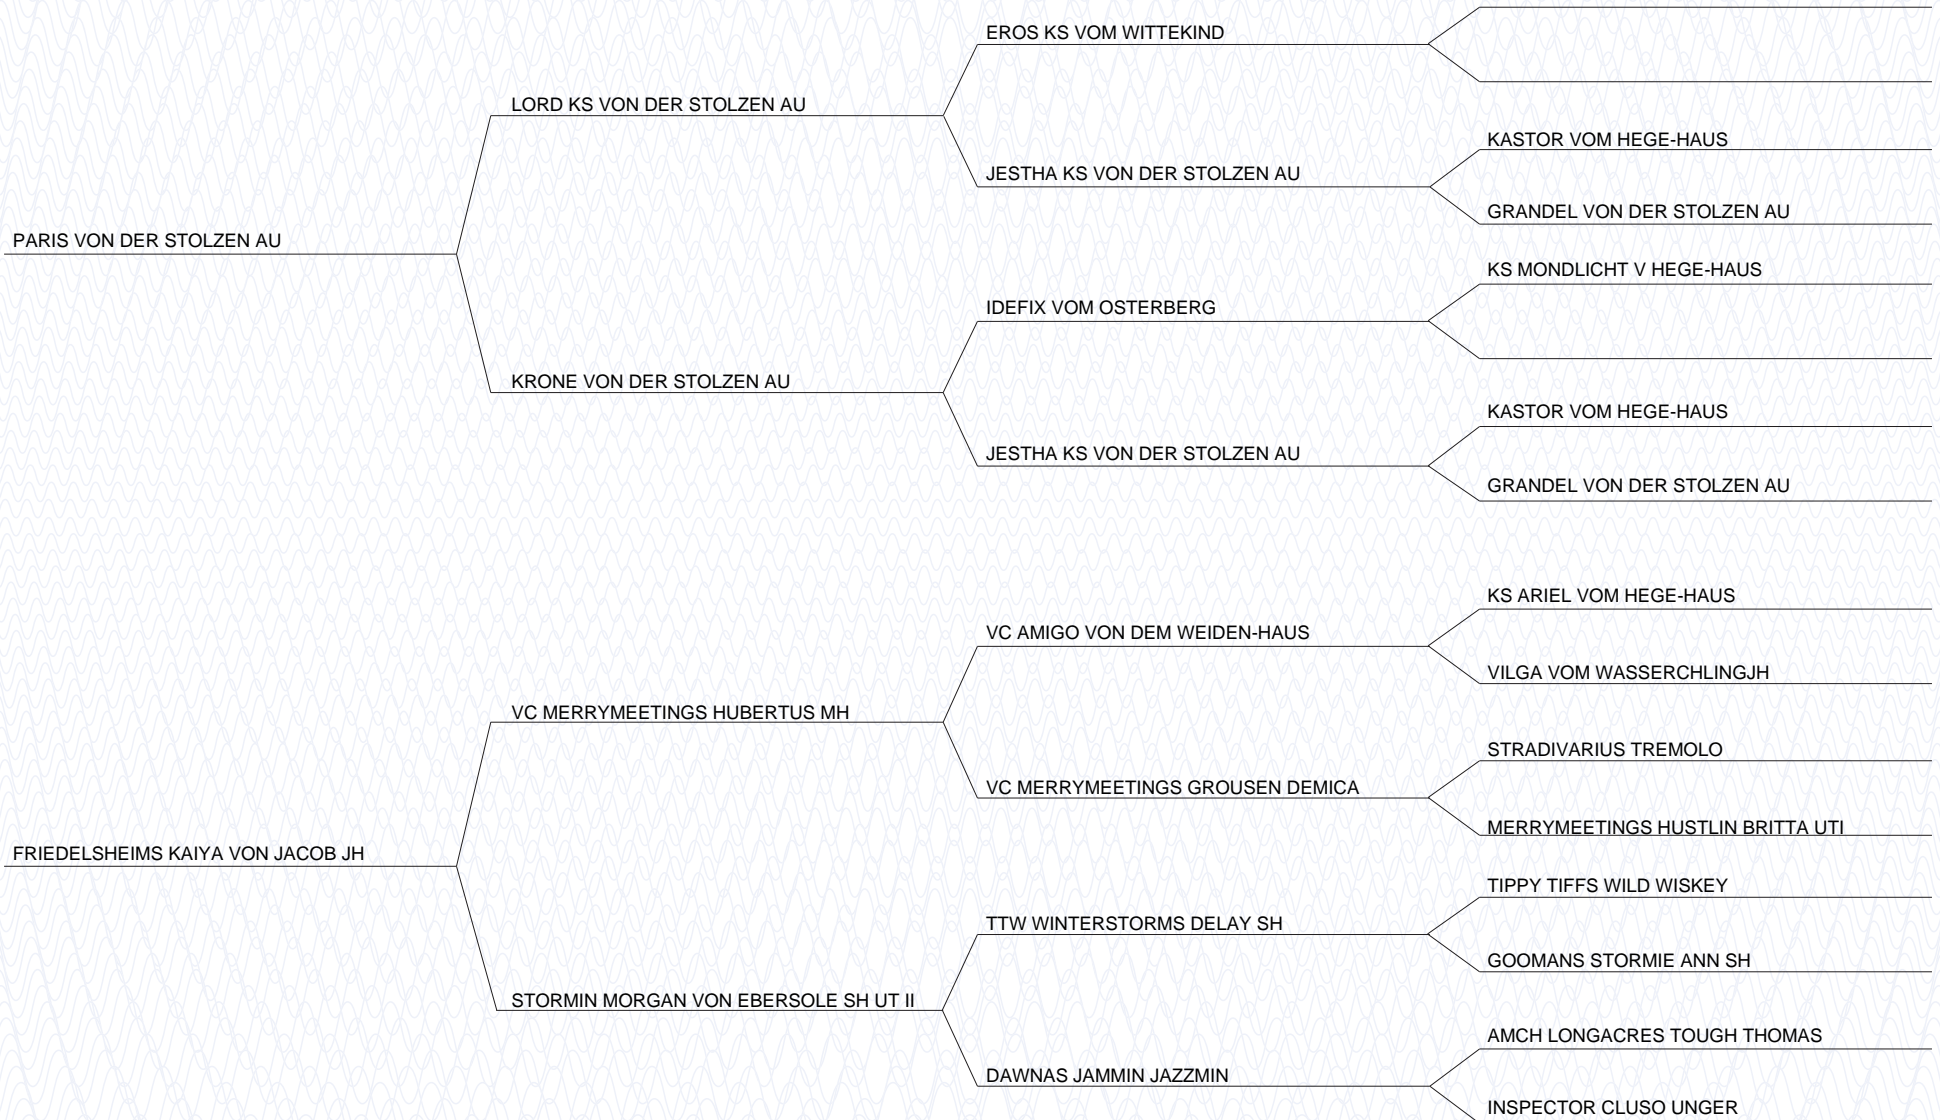 EROS KS VOM WITTEKIND
LORD KS VON DER STOLZEN AU
KASTOR VOM HEGE-HAUS
JESTHA KS VON DER STOLZEN AU
GRANDEL VON DER STOLZEN AU
PARIS VON DER STOLZEN AU
KS MONDLICHT V HEGE-HAUS
IDEFIX VOM OSTERBERG
KRONE VON DER STOLZEN AU
KASTOR VOM HEGE-HAUS
JESTHA KS VON DER STOLZEN AU
GRANDEL VON DER STOLZEN AU
KS ARIEL VOM HEGE-HAUS
VC AMIGO VON DEM WEIDEN-HAUS
VILGA VOM WASSERCHLINGJH
VC MERRYMEETINGS HUBERTUS MH
STRADIVARIUS TREMOLO
VC MERRYMEETINGS GROUSEN DEMICA
MERRYMEETINGS HUSTLIN BRITTA UTI
FRIEDELSHEIMS KAIYA VON JACOB JH
TIPPY TIFFS WILD WISKEY
TTW WINTERSTORMS DELAY SH
GOOMANS STORMIE ANN SH
STORMIN MORGAN VON EBERSOLE SH UT II
AMCH LONGACRES TOUGH THOMAS
DAWNAS JAMMIN JAZZMIN
INSPECTOR CLUSO UNGER